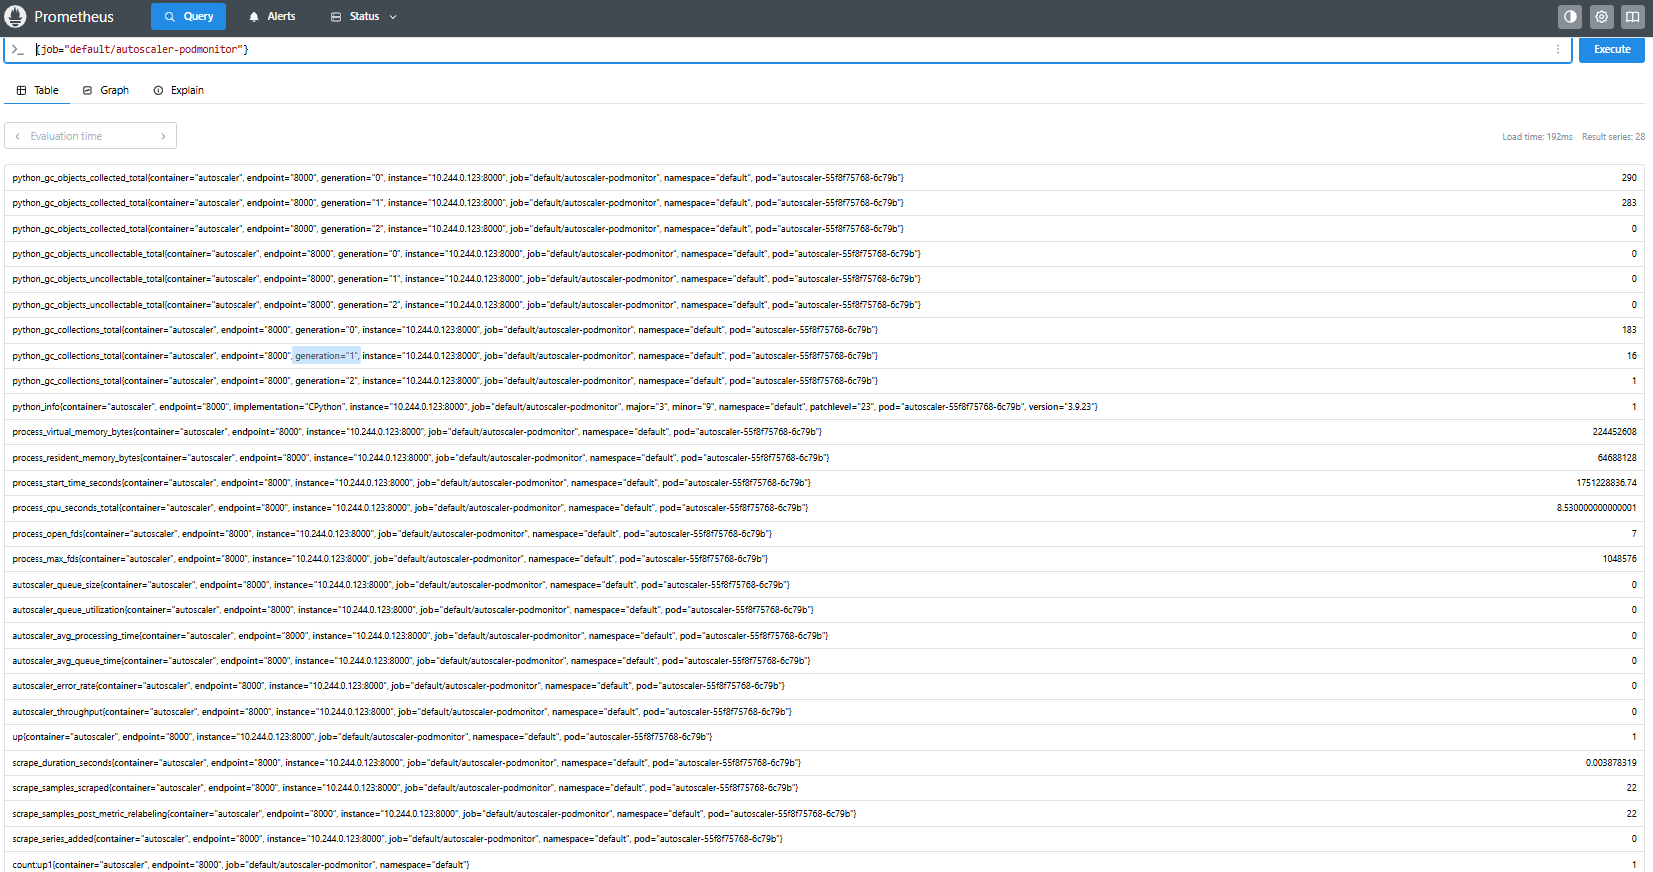 Prometheus Query Alerts Status
>_ {job="default/autoscaler-podmonitor"} Execute
Table Graph Explain
Evaluation time Load time: 192ms Result series: 28
python_gc_objects_collected_total{container="autoscaler", endpoint="8000", generation="0", instance="10.244.0.123:8000", job="default/autoscaler-podmonitor", namespace="default", pod="autoscaler-55f8f75768-6c79b"} 290
python_gc_objects_collected_total{container="autoscaler", endpoint="8000", generation="1", instance="10.244.0.123:8000", job="default/autoscaler-podmonitor", namespace="default", pod="autoscaler-55f8f75768-6c79b"} 283
python_gc_objects_collected_total{container="autoscaler", endpoint="8000", generation="2", instance="10.244.0.123:8000", job="default/autoscaler-podmonitor", namespace="default", pod="autoscaler-55f8f75768-6c79b"} 0
python_gc_objects_uncollectable_total{container="autoscaler", endpoint="8000", generation="0", instance="10.244.0.123:8000", job="default/autoscaler-podmonitor", namespace="default", pod="autoscaler-55f8f75768-6c79b"} 0
python_gc_objects_uncollectable_total{container="autoscaler", endpoint="8000", generation="1", instance="10.244.0.123:8000", job="default/autoscaler-podmonitor", namespace="default", pod="autoscaler-55f8f75768-6c79b"} 0
python_gc_objects_uncollectable_total{container="autoscaler", endpoint="8000", generation="2", instance="10.244.0.123:8000", job="default/autoscaler-podmonitor", namespace="default", pod="autoscaler-55f8f75768-6c79b"} 0
python_gc_collections_total{container="autoscaler", endpoint="8000", generation="0", instance="10.244.0.123:8000", job="default/autoscaler-podmonitor", namespace="default", pod="autoscaler-55f8f75768-6c79b"} 183
python_gc_collections_total{container="autoscaler", endpoint="8000", generation="1", instance="10.244.0.123:8000", job="default/autoscaler-podmonitor", namespace="default", pod="autoscaler-55f8f75768-6c79b"} 16
python_gc_collections_total{container="autoscaler", endpoint="8000", generation="2", instance="10.244.0.123:8000", job="default/autoscaler-podmonitor", namespace="default", pod="autoscaler-55f8f75768-6c79b"} 1
python_info{container="autoscaler", endpoint="8000", implementation="CPython", instance="10.244.0.123:8000", job="default/autoscaler-podmonitor", major="3", minor="9", namespace="default", patchlevel="23", pod="autoscaler-55f8f75768-6c79b", version="3.9.23"} 1
process_virtual_memory_bytes{container="autoscaler", endpoint="8000", instance="10.244.0.123:8000", job="default/autoscaler-podmonitor", namespace="default", pod="autoscaler-55f8f75768-6c79b"} 224452608
process_resident_memory_bytes{container="autoscaler", endpoint="8000", instance="10.244.0.123:8000", job="default/autoscaler-podmonitor", namespace="default", pod="autoscaler-55f8f75768-6c79b"} 64688128
process_start_time_seconds{container="autoscaler", endpoint="8000", instance="10.244.0.123:8000", job="default/autoscaler-podmonitor", namespace="default", pod="autoscaler-55f8f75768-6c79b"} 1751228836.74
process_cpu_seconds_total{container="autoscaler", endpoint="8000", instance="10.244.0.123:8000", job="default/autoscaler-podmonitor", namespace="default", pod="autoscaler-55f8f75768-6c79b"} 8.530000000000001
process_open_fds{container="autoscaler", endpoint="8000", instance="10.244.0.123:8000", job="default/autoscaler-podmonitor", namespace="default", pod="autoscaler-55f8f75768-6c79b"} 7
process_max_fds{container="autoscaler", endpoint="8000", instance="10.244.0.123:8000", job="default/autoscaler-podmonitor", namespace="default", pod="autoscaler-55f8f75768-6c79b"} 1048576
autoscaler_queue_size{container="autoscaler", endpoint="8000", instance="10.244.0.123:8000", job="default/autoscaler-podmonitor", namespace="default", pod="autoscaler-55f8f75768-6c79b"} 0
autoscaler_queue_utilization{container="autoscaler", endpoint="8000", instance="10.244.0.123:8000", job="default/autoscaler-podmonitor", namespace="default", pod="autoscaler-55f8f75768-6c79b"} 0
autoscaler_avg_processing_time{container="autoscaler", endpoint="8000", instance="10.244.0.123:8000", job="default/autoscaler-podmonitor", namespace="default", pod="autoscaler-55f8f75768-6c79b"} 0
autoscaler_avg_queue_time{container="autoscaler", endpoint="8000", instance="10.244.0.123:8000", job="default/autoscaler-podmonitor", namespace="default", pod="autoscaler-55f8f75768-6c79b"} 0
autoscaler_error_rate{container="autoscaler", endpoint="8000", instance="10.244.0.123:8000", job="default/autoscaler-podmonitor", namespace="default", pod="autoscaler-55f8f75768-6c79b"} 0
autoscaler_throughput{container="autoscaler", endpoint="8000", instance="10.244.0.123:8000", job="default/autoscaler-podmonitor", namespace="default", pod="autoscaler-55f8f75768-6c79b"} 0
up{container="autoscaler", endpoint="8000", instance="10.244.0.123:8000", job="default/autoscaler-podmonitor", namespace="default", pod="autoscaler-55f8f75768-6c79b"} 1
scrape_duration_seconds{container="autoscaler", endpoint="8000", instance="10.244.0.123:8000", job="default/autoscaler-podmonitor", namespace="default", pod="autoscaler-55f8f75768-6c79b"} 0.003878319
scrape_samples_scraped{container="autoscaler", endpoint="8000", instance="10.244.0.123:8000", job="default/autoscaler-podmonitor", namespace="default", pod="autoscaler-55f8f75768-6c79b"} 22
scrape_samples_post_metric_relabeling{container="autoscaler", endpoint="8000", instance="10.244.0.123:8000", job="default/autoscaler-podmonitor", namespace="default", pod="autoscaler-55f8f75768-6c79b"} 22
scrape_series_added{container="autoscaler", endpoint="8000", instance="10.244.0.123:8000", job="default/autoscaler-podmonitor", namespace="default", pod="autoscaler-55f8f75768-6c79b"} 0
count:up1{container="autoscaler", endpoint="8000", job="default/autoscaler-podmonitor", namespace="default"} 1